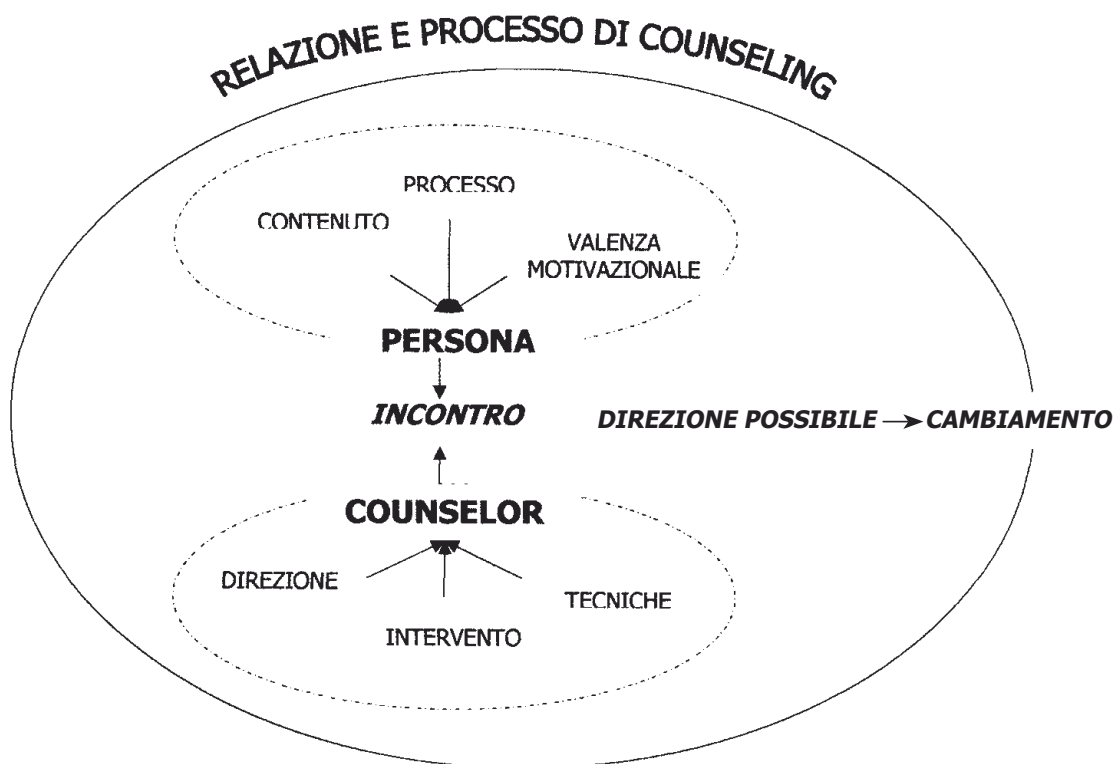 RELAZIONE E PROCESSO DI COUNSELING
PROCESSO
CONTENUTO
VALENZA
MOTIVAZIONALE
PERSONA
INCONTRO
DIREZIONE POSSIBILE → CAMBIAMENTO
COUNSELOR
DIREZIONE
TECNICHE
INTERVENTO